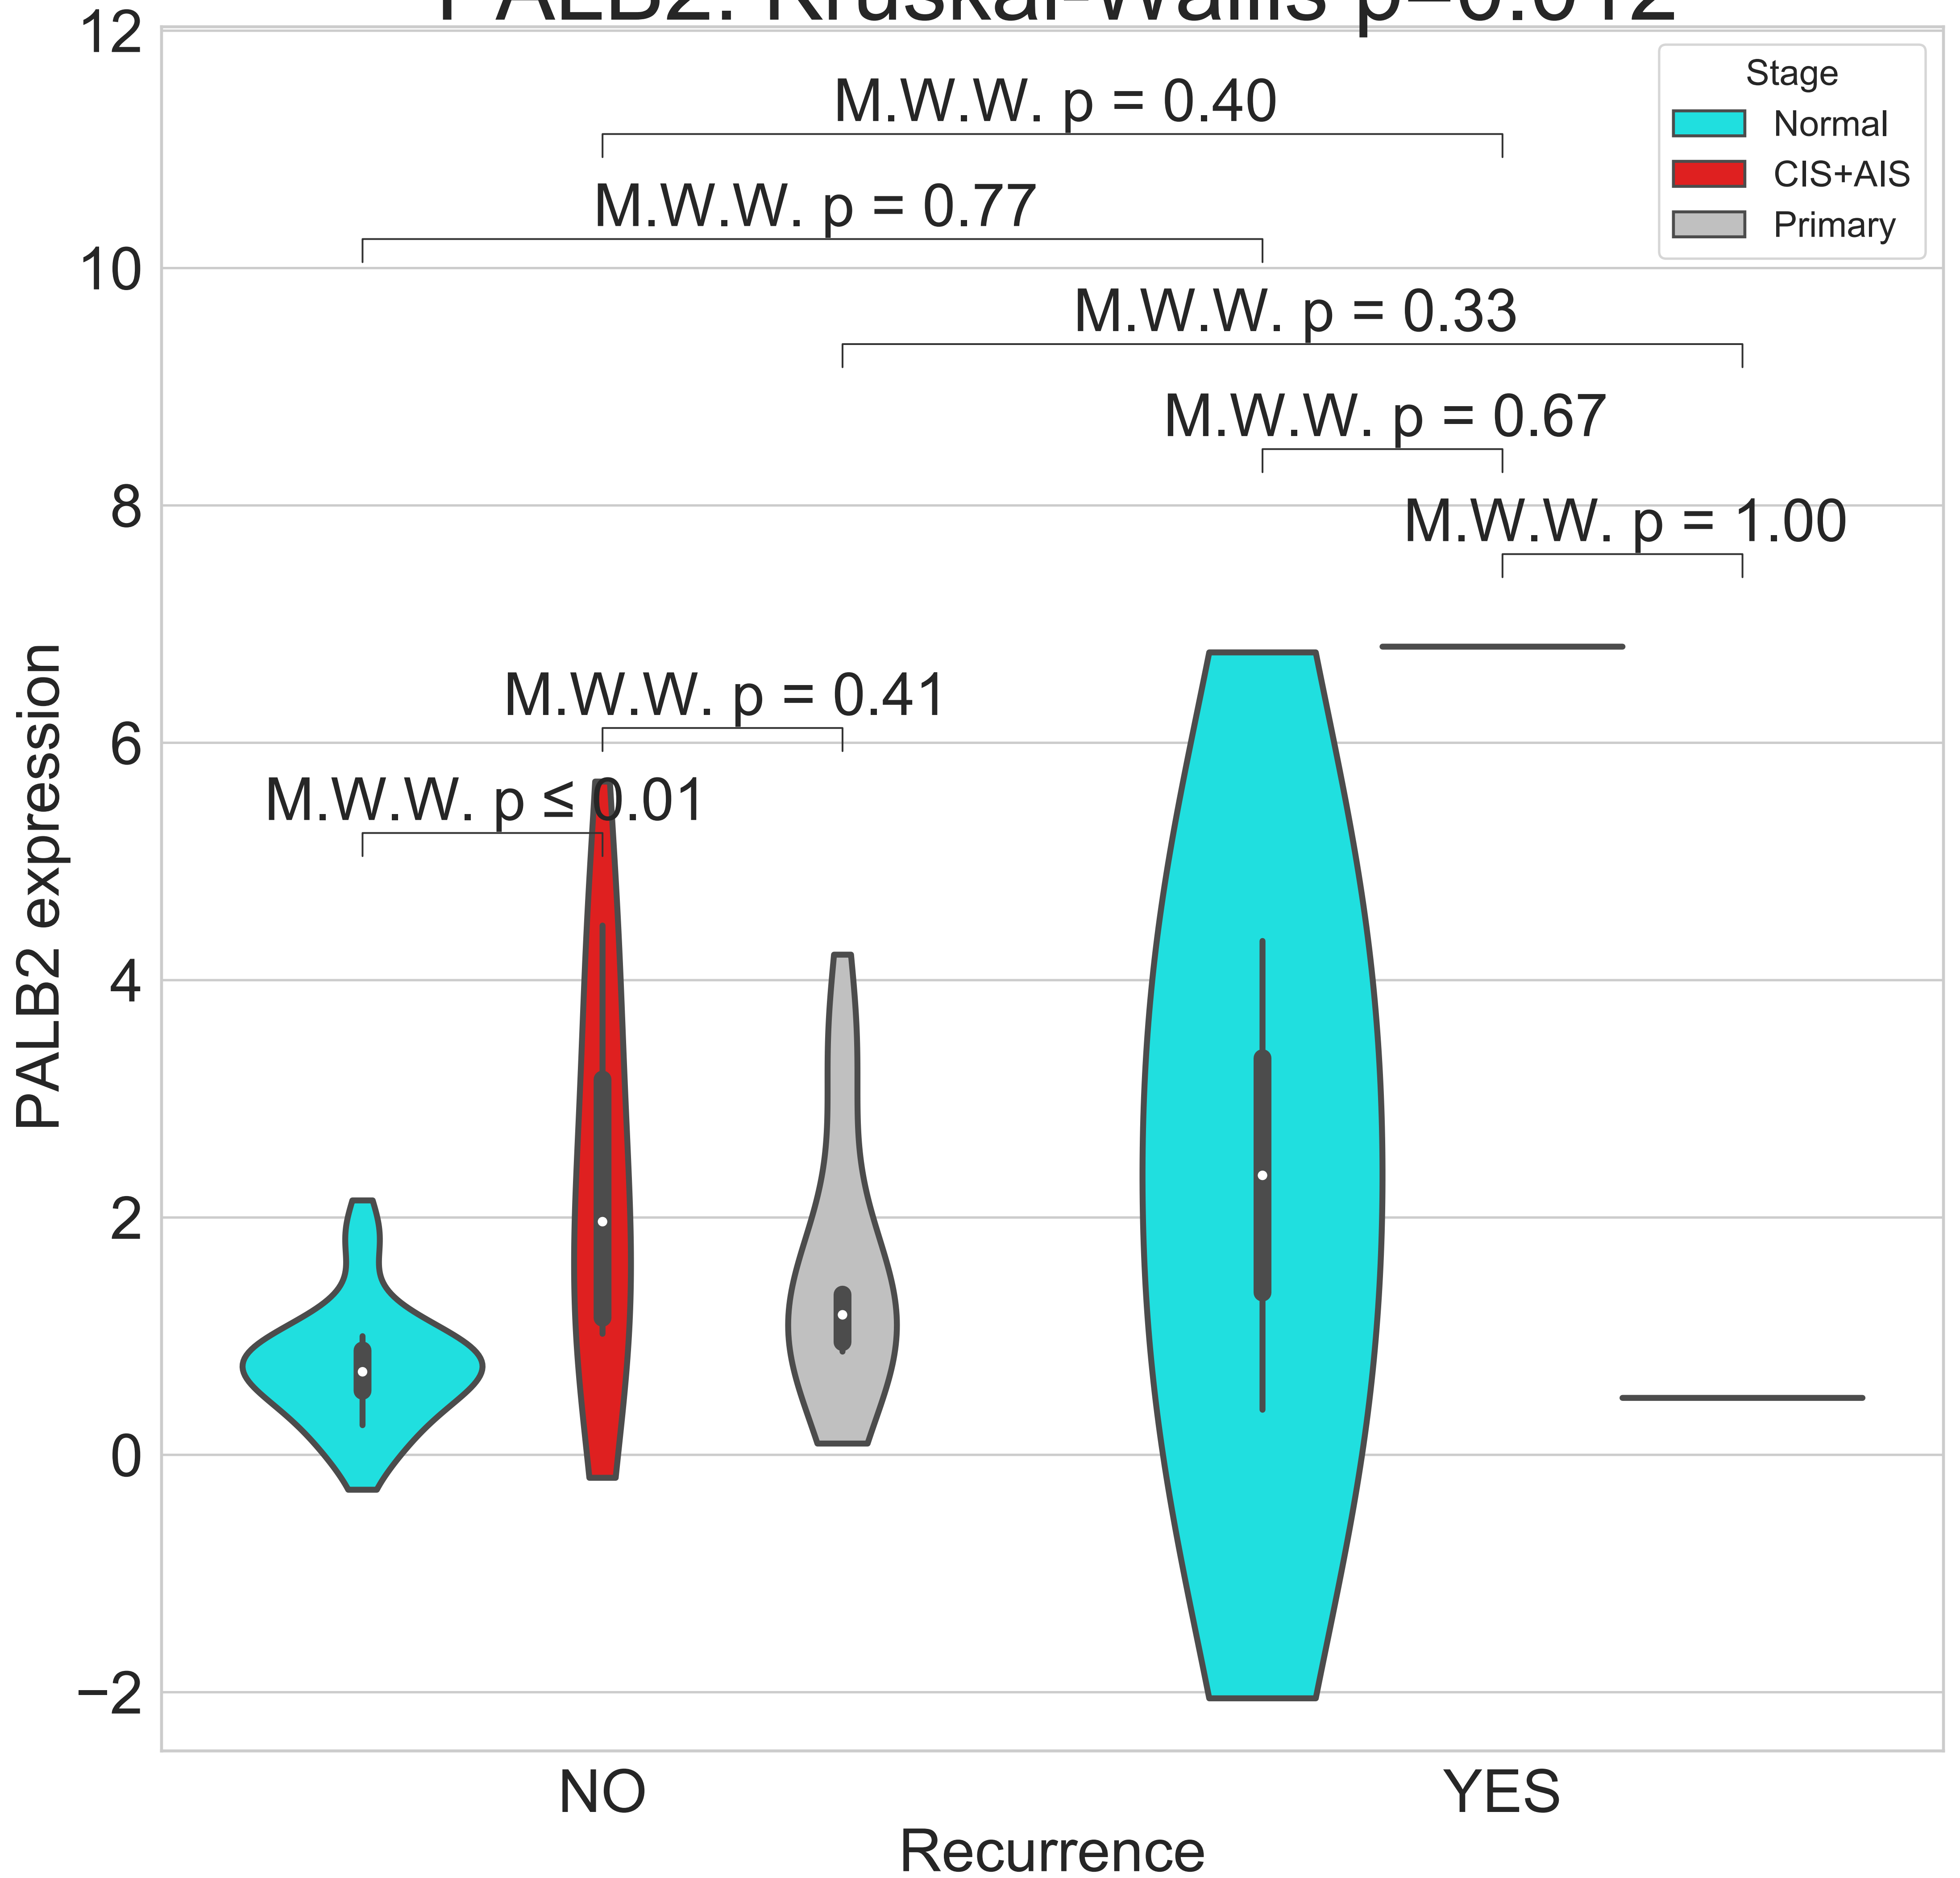 PALB2: Kruskal-Wallis p=0.012
12
10
8
6
4
2
0
−2
PALB2 expression
M.W.W. p = 0.40
M.W.W. p = 0.77
M.W.W. p = 0.33
M.W.W. p = 0.67
M.W.W. p = 1.00
M.W.W. p = 0.41
M.W.W. p ≤ 0.01
Stage
Normal
CIS+AIS
Primary
NO
YES
Recurrence